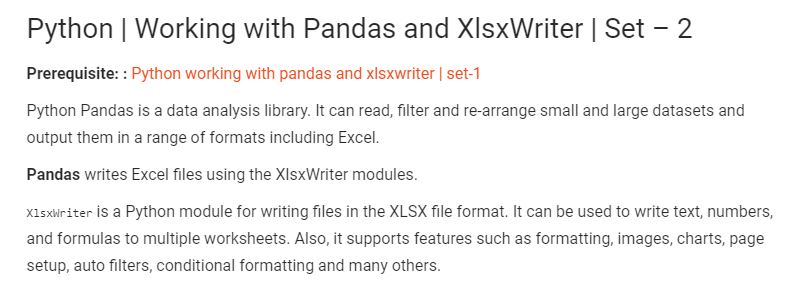 Python | Working with Pandas and XlsxWriter | Set – 2
Prerequisite: : Python working with pandas and xlsxwriter | set-1
Python Pandas is a data analysis library. It can read, filter and re-arrange small and large datasets and
output them in a range of formats including Excel.
Pandas writes Excel files using the XlsxWriter modules.
XlsxWriter is a Python module for writing files in the XLSX file format. It can be used to write text, numbers,
and formulas to multiple worksheets. Also, it supports features such as formatting, images, charts, page
setup, auto filters, conditional formatting and many others.